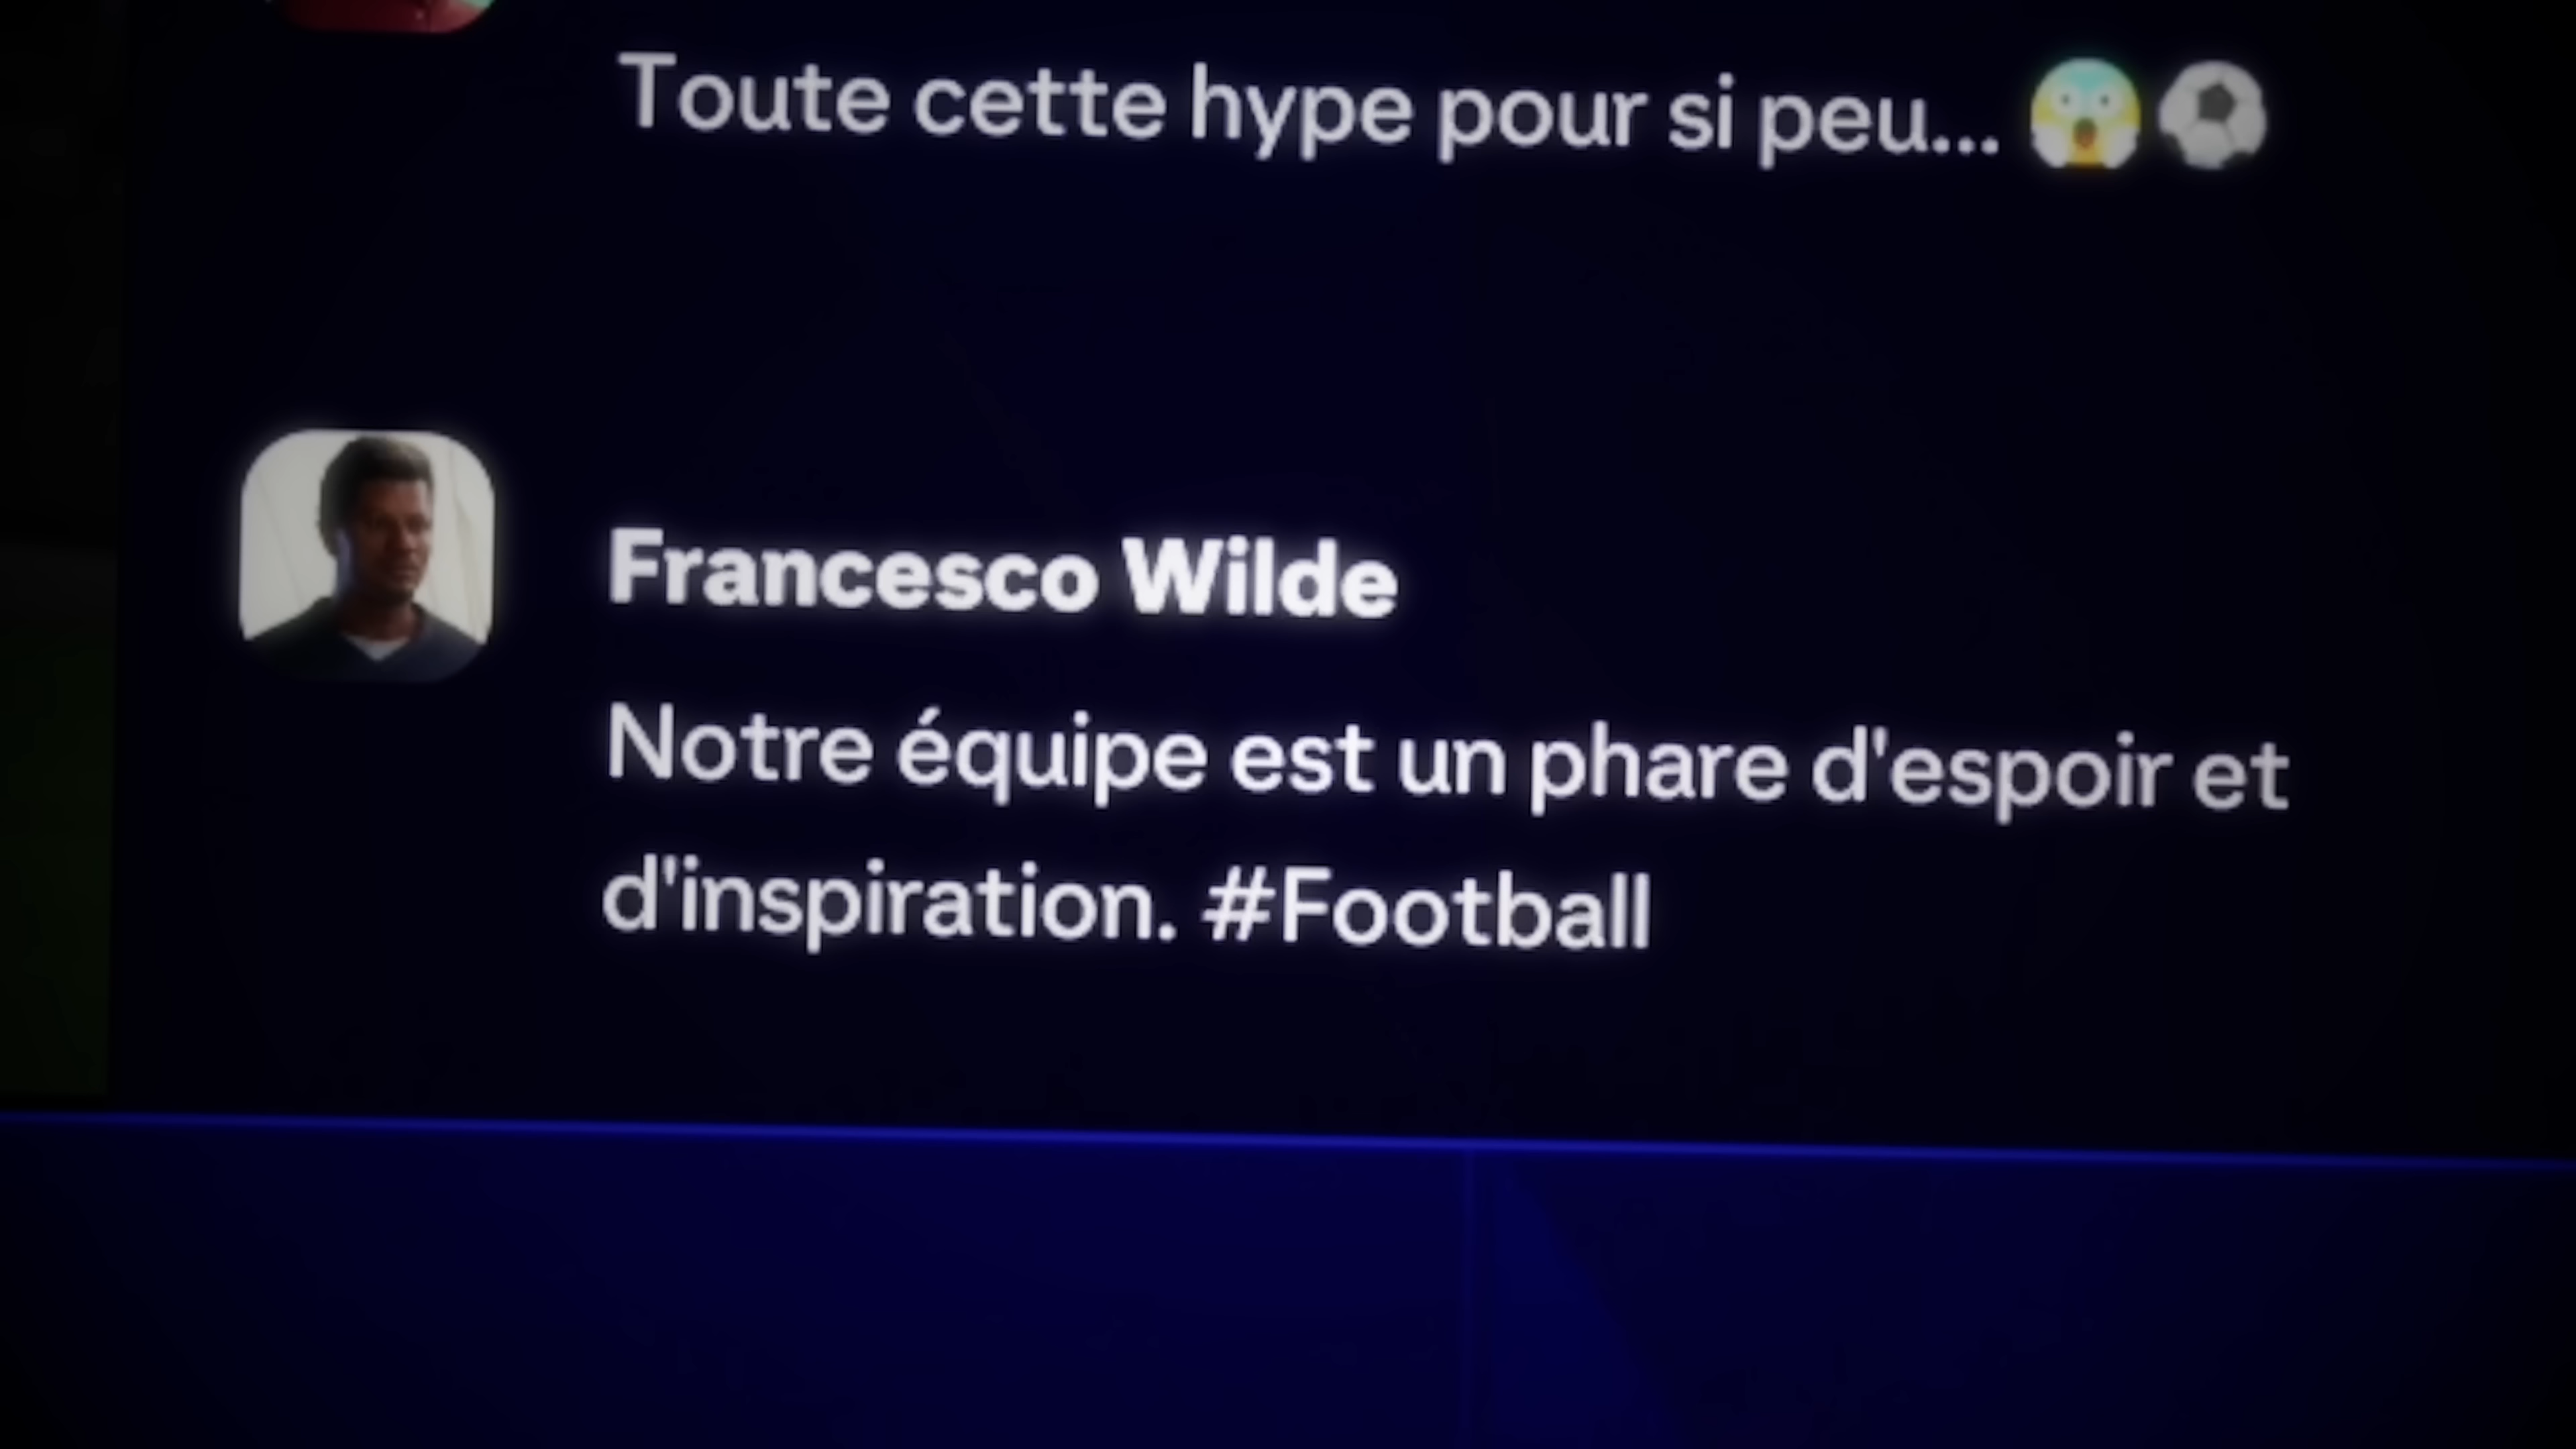 Toute cette hype pour si peu... 😱⚽
Francesco Wilde
Notre équipe est un phare d'espoir et
d'inspiration. #Football